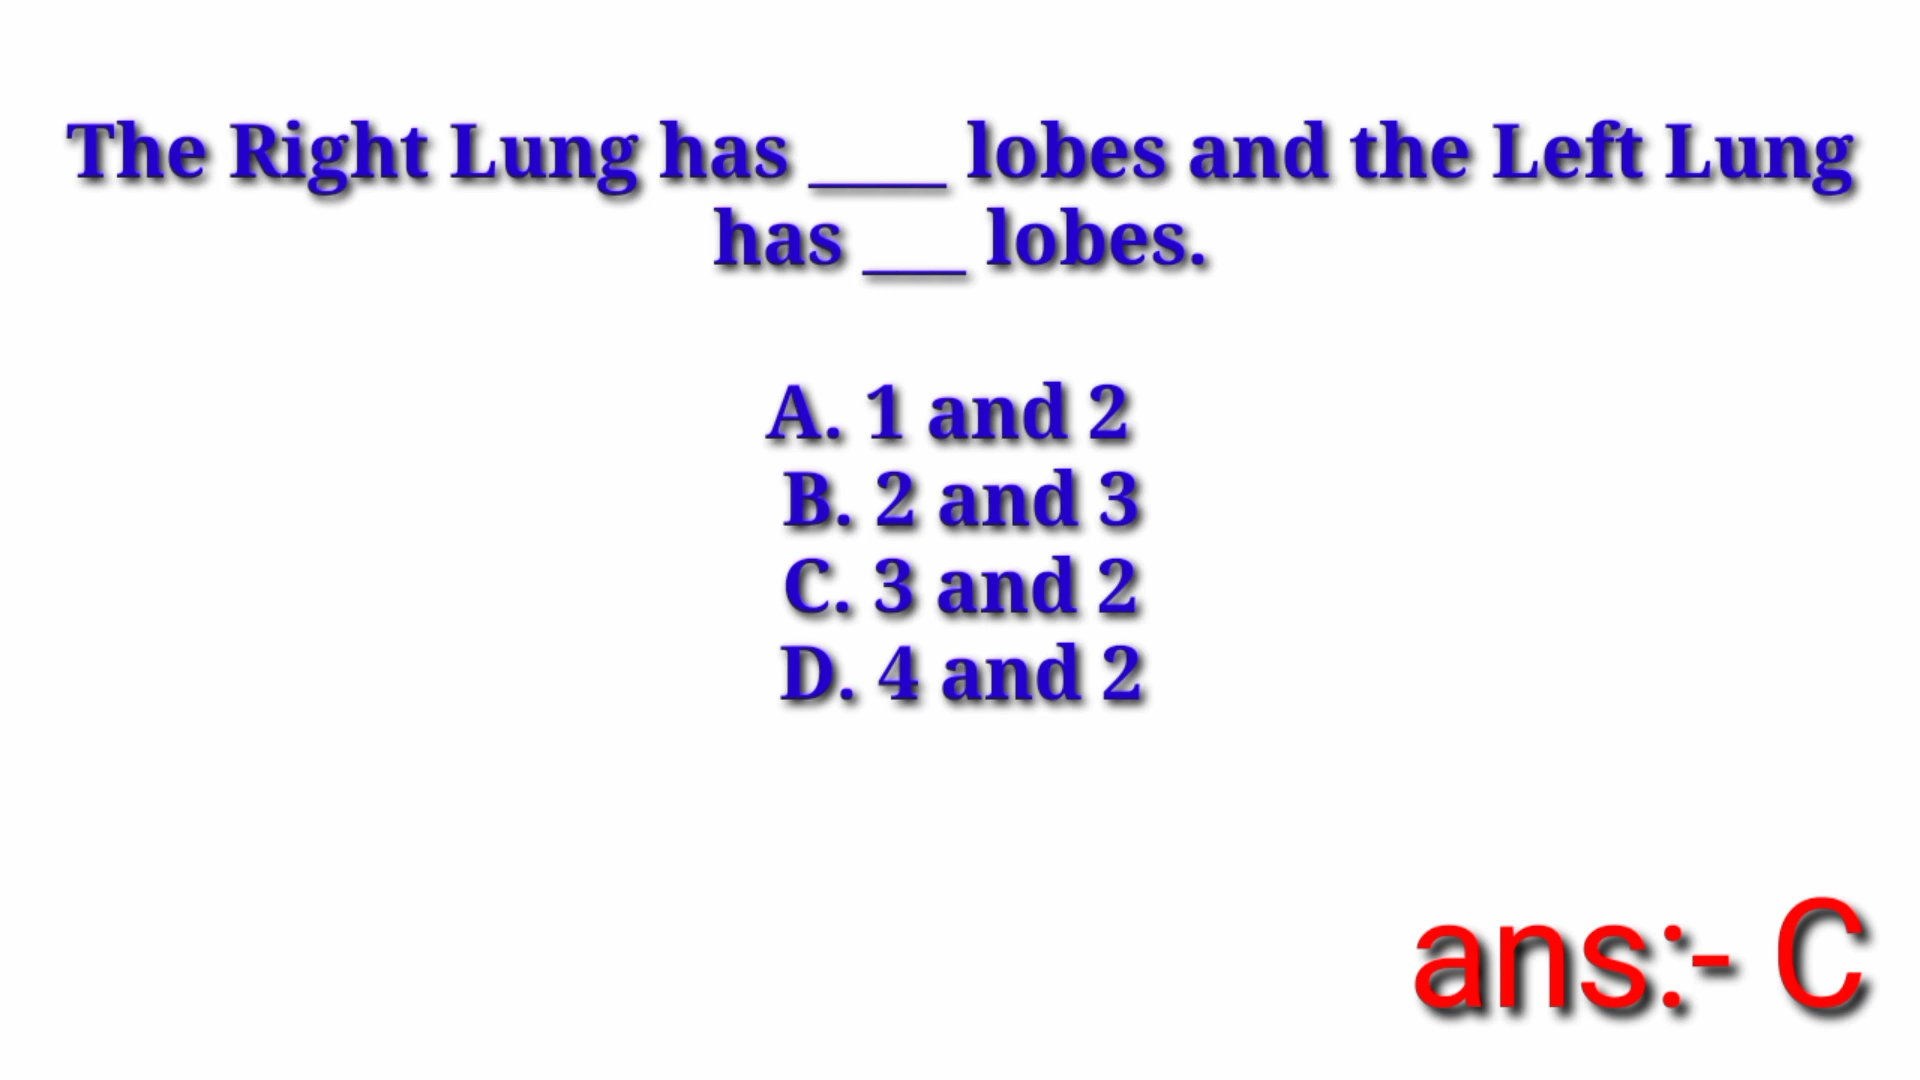 The Right Lung has ____ lobes and the Left Lung
has ___ lobes.
A. 1 and 2
B. 2 and 3
C. 3 and 2
D. 4 and 2
ans:- C